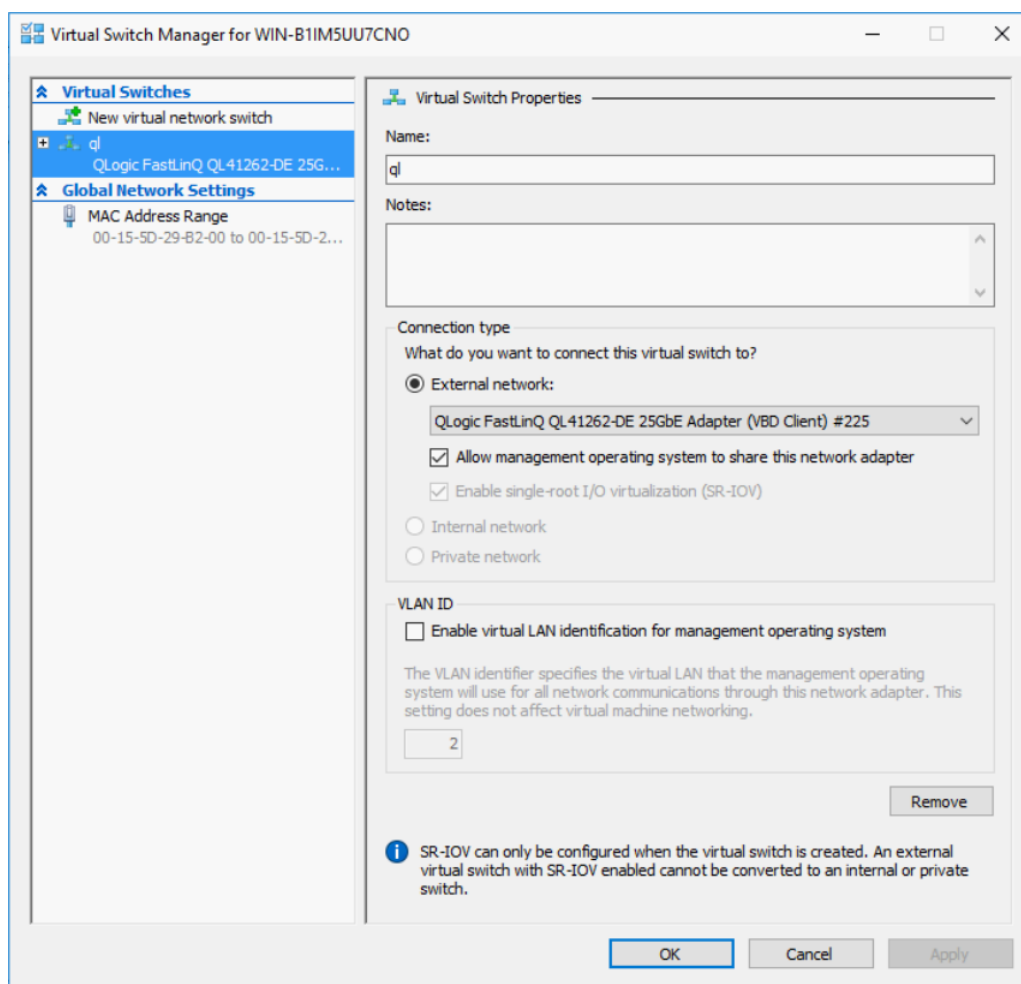 Virtual Switch Manager for WIN-B1IM5UU7CNO
Virtual Switches
New virtual network switch
ql
QLogic FastLinQ QL41262-DE 25G...
Global Network Settings
MAC Address Range
00-15-5D-29-B2-00 to 00-15-5D-2...
Virtual Switch Properties
Name:
ql
Notes:
Connection type
What do you want to connect this virtual switch to?
External network:
QLogic FastLinQ QL41262-DE 25GbE Adapter (VBD Client) #225
Allow management operating system to share this network adapter
Enable single-root I/O virtualization (SR-IOV)
Internal network
Private network
VLAN ID
Enable virtual LAN identification for management operating system
The VLAN identifier specifies the virtual LAN that the management operating
system will use for all network communications through this network adapter. This
setting does not affect virtual machine networking.
2
Remove
SR-IOV can only be configured when the virtual switch is created. An external
virtual switch with SR-IOV enabled cannot be converted to an internal or private
switch.
OK
Cancel
Apply